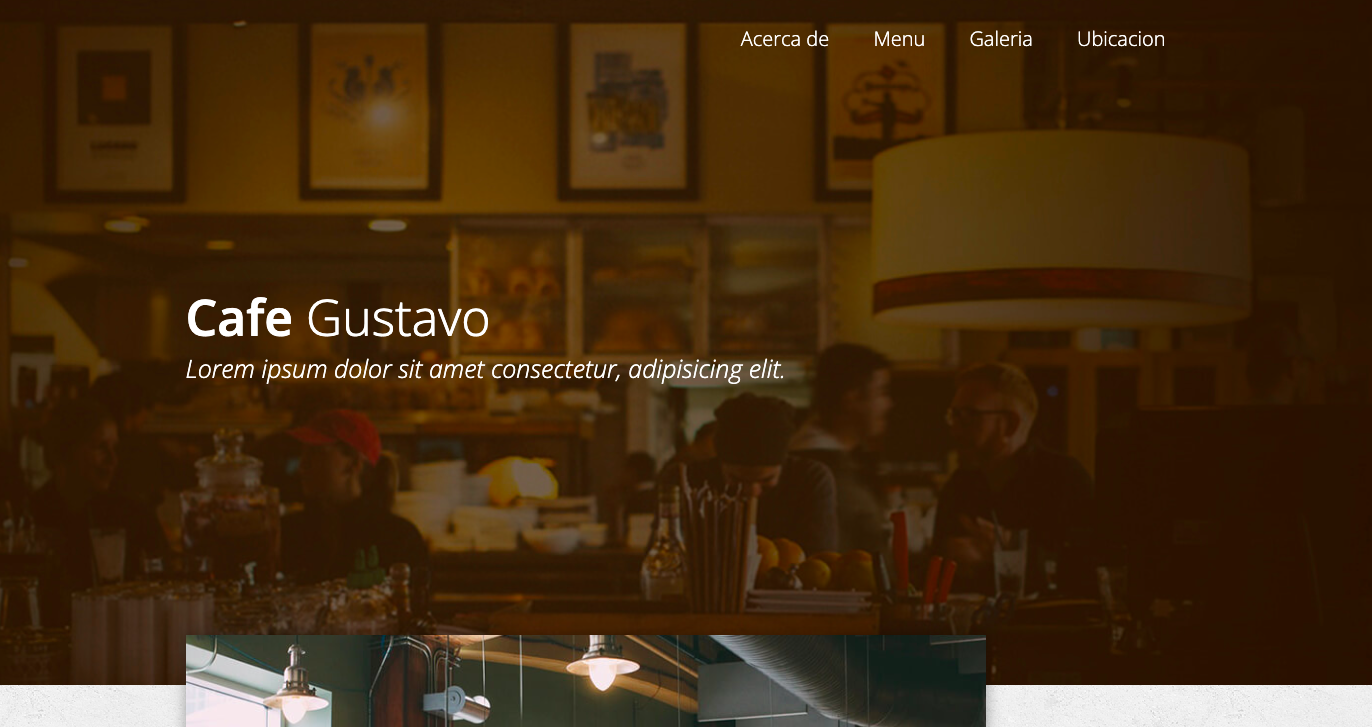 Acerca de Menu Galeria Ubicacion
Cafe Gustavo
Lorem ipsum dolor sit amet consectetur, adipisicing elit.